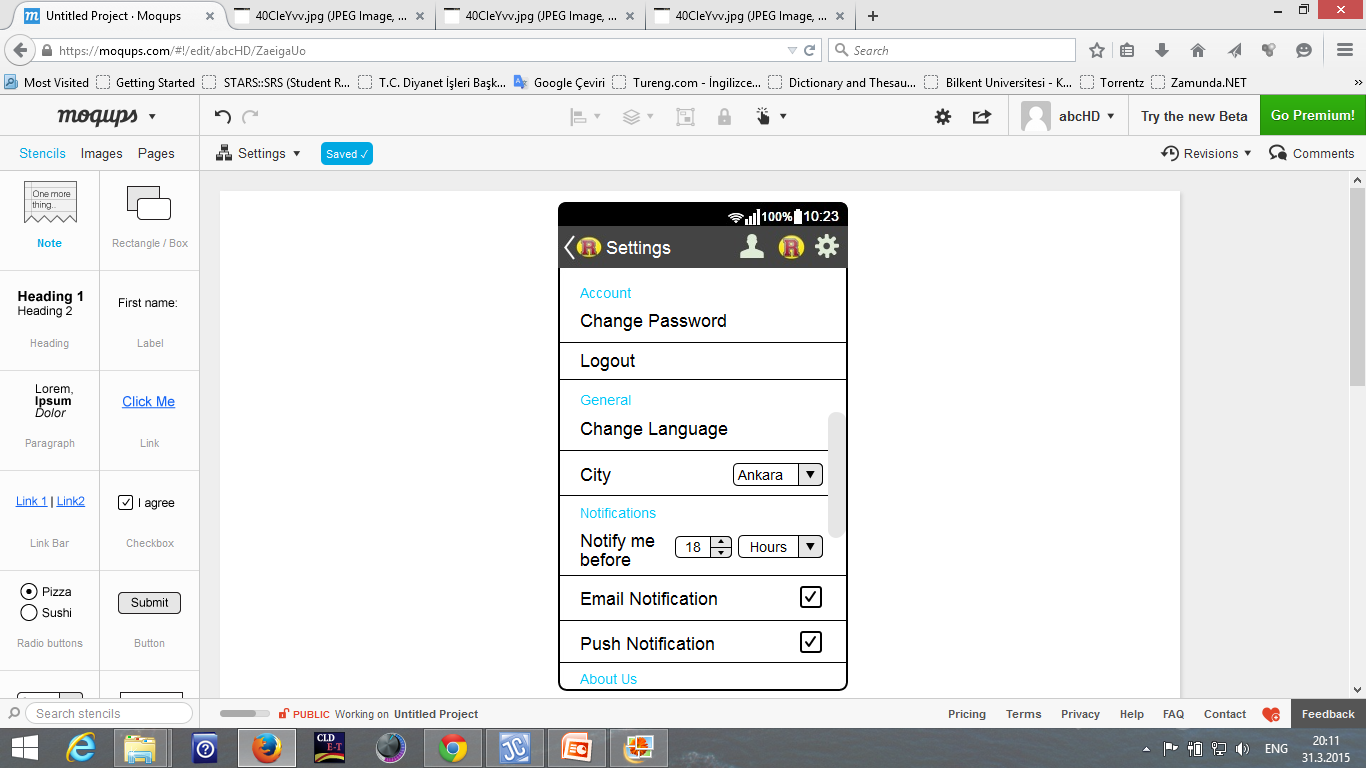 Untitled Project · Moqups
40CIeYvv.jpg (JPEG Image, ...
40CIeYvv.jpg (JPEG Image, ...
40CIeYvv.jpg (JPEG Image, ...
https://moqups.com/#!/edit/abcHD/ZaeigaUo
Search
Most Visited
Getting Started
STARS::SRS (Student R...
T.C. Diyanet İşleri Başk...
Google Çeviri
Tureng.com - İngilizce...
Dictionary and Thesau...
Bilkent Universitesi - K...
Torrentz
Zamunda.NET
moqups
abcHD
Try the new Beta
Go Premium!
Stencils Images Pages
Settings
Saved ✓
Revisions
Comments
One more
thing..
Note
Rectangle / Box
Heading 1
Heading 2
Heading
First name:
Label
Lorem,
Ipsum
Dolor
Paragraph
Click Me
Link
Link 1 | Link2
Link Bar
I agree
Checkbox
Pizza
Sushi
Radio buttons
Submit
Button
Search stencils
100% 10:23
R Settings R
Account
Change Password
Logout
General
Change Language
City Ankara
Notifications
Notify me
before
18 Hours
Email Notification
Push Notification
About Us
PUBLIC Working on Untitled Project
Pricing Terms Privacy Help FAQ Contact
Feedback
CLD
E-T
JC
ENG
20:11
31.3.2015